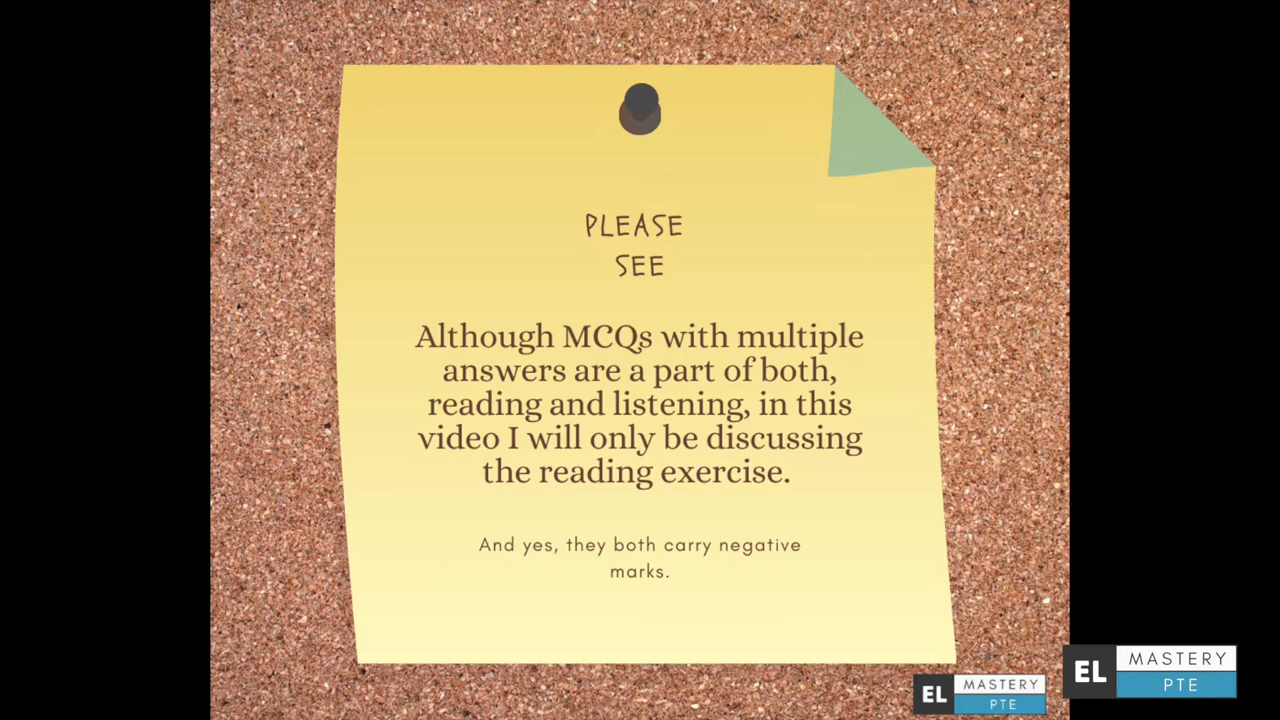 PLEASE
SEE
Although MCQs with multiple
answers are a part of both,
reading and listening, in this
video I will only be discussing
the reading exercise.
And yes, they both carry negative
marks.
EL MASTERY
PTE
EL MASTERY
PTE